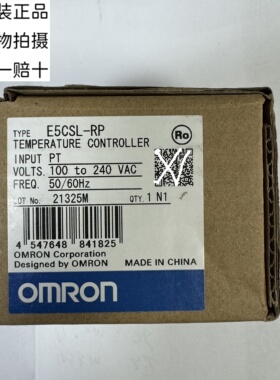 装正品
物拍摄
一赔十
TYPE E5CSL-RP
TEMPERATURE CONTROLLER
INPUT PT
VOLTS. 100 to 240 VAC
FREQ. 50/60Hz
LOT No. 21325M QTY. 1 N1
Ro
4 547648 841825
OMRON Corporation
Designed by OMRON
MADE IN CHINA
OMRON